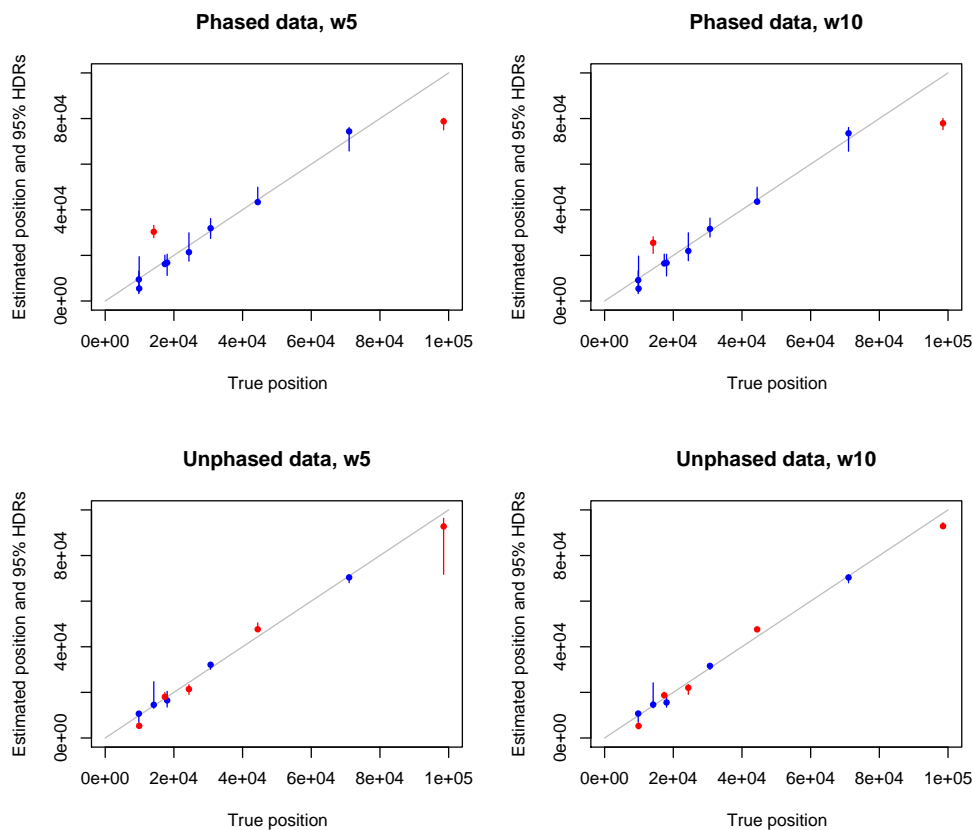 Phased data, w5
Estimated position and 95% HDRs
0e+00 4e+04 8e+04
0e+00 2e+04 4e+04 6e+04 8e+04 1e+05
True position
Phased data, w10
Estimated position and 95% HDRs
0e+00 4e+04 8e+04
0e+00 2e+04 4e+04 6e+04 8e+04 1e+05
True position
Unphased data, w5
Estimated position and 95% HDRs
0e+00 4e+04 8e+04
0e+00 2e+04 4e+04 6e+04 8e+04 1e+05
True position
Unphased data, w10
Estimated position and 95% HDRs
0e+00 4e+04 8e+04
0e+00 2e+04 4e+04 6e+04 8e+04 1e+05
True position